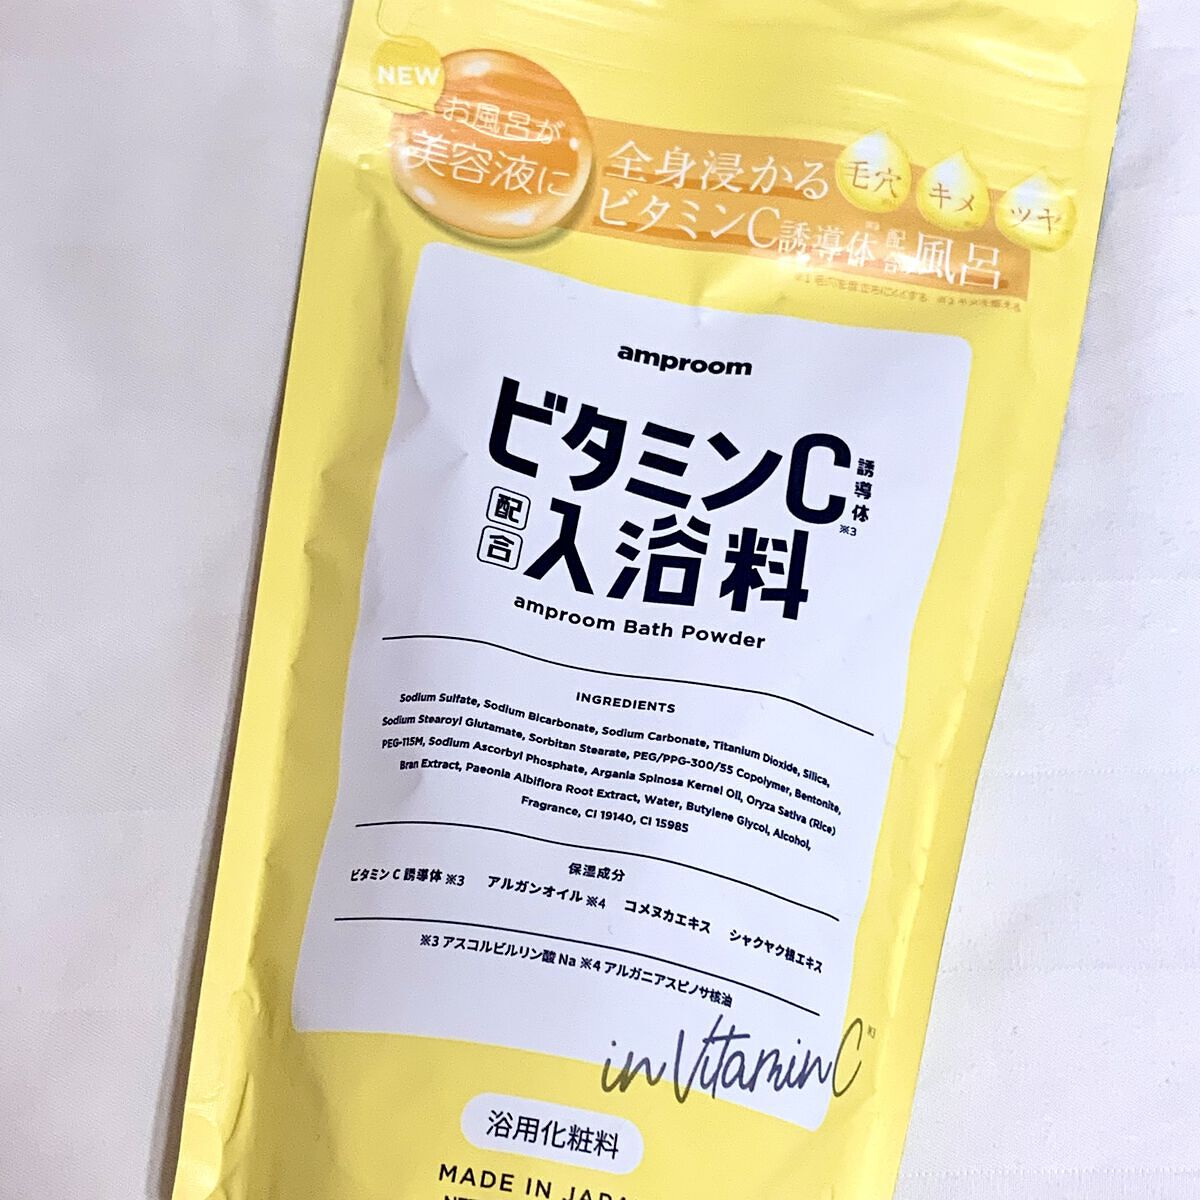 NEW
お風呂が
美容液に
全身浸かる
毛穴 キメ ツヤ
ビタミンC誘導体※3配合風呂
amproom
ビタミンC誘導体※3
配合入浴料
amproom Bath Powder
INGREDIENTS
Sodium Sulfate, Sodium Bicarbonate, Sodium Carbonate, Titanium Dioxide, Silica,
Sodium Stearoyl Glutamate, Sorbitan Stearate, PEG/PPG-300/55 Copolymer, Bentonite,
PEG-115M, Sodium Ascorbyl Phosphate, Argania Spinosa Kernel Oil, Oryza Sativa (Rice)
Bran Extract, Paeonia Albiflora Root Extract, Water, Butylene Glycol, Alcohol,
Fragrance, CI 19140, CI 15985
保湿成分
ビタミンC誘導体※3 アルガンオイル※4 コメヌカエキス シャクヤク根エキス
※3 アスコルビルリン酸Na ※4 アルガニアスピノサ核油
in Vitamin C ※3
浴用化粧料
MADE IN JAPAN